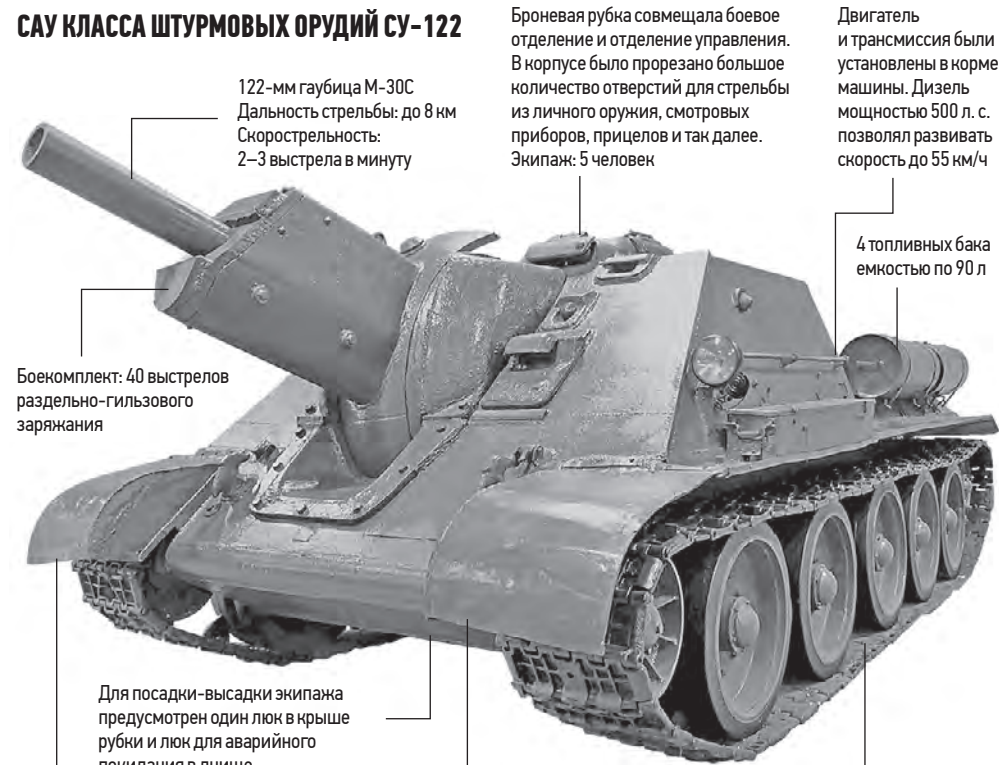 САУ КЛАССА ШТУРМОВЫХ ОРУДИЙ СУ-122
122-мм гаубица М-30С
Дальность стрельбы: до 8 км
Скорострельность:
2–3 выстрела в минуту
Броневая рубка совмещала боевое
отделение и отделение управления.
В корпусе было прорезано большое
количество отверстий для стрельбы
из личного оружия, смотровых
приборов, прицелов и так далее.
Экипаж: 5 человек
Двигатель
и трансмиссия были
установлены в корме
машины. Дизель
мощностью 500 л. с.
позволял развивать
скорость до 55 км/ч
4 топливных бака
емкостью по 90 л
Боекомплект: 40 выстрелов
раздельно-гильзового
заряжания
Для посадки-высадки экипажа
предусмотрен один люк в крыше
рубки и люк для аварийного
покидания в днище